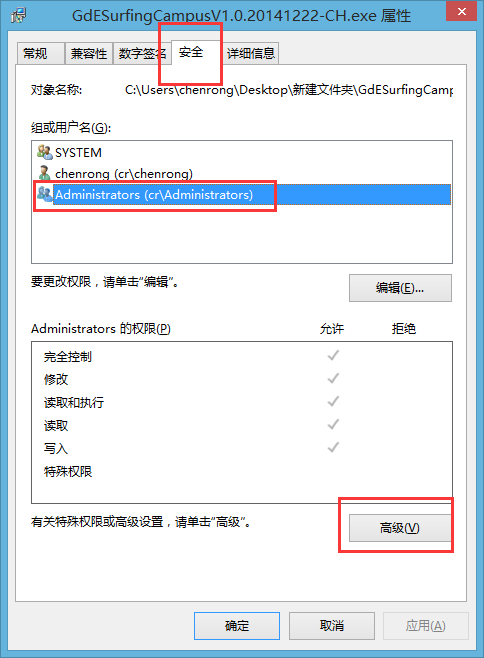 GdESurfingCampusV1.0.20141222-CH.exe 属性
常规 兼容性 数字签名 安全 详细信息
对象名称: C:\Users\chenrong\Desktop\新建文件夹\GdESurfingCamp
组或用户名(G):
SYSTEM
chenrong (cr\chenrong)
Administrators (cr\Administrators)
要更改权限，请单击“编辑”。
编辑(E)...
Administrators 的权限(P) 允许 拒绝
完全控制
修改
读取和执行
读取
写入
特殊权限
有关特殊权限或高级设置，请单击“高级”。
高级(V)
确定 取消 应用(A)